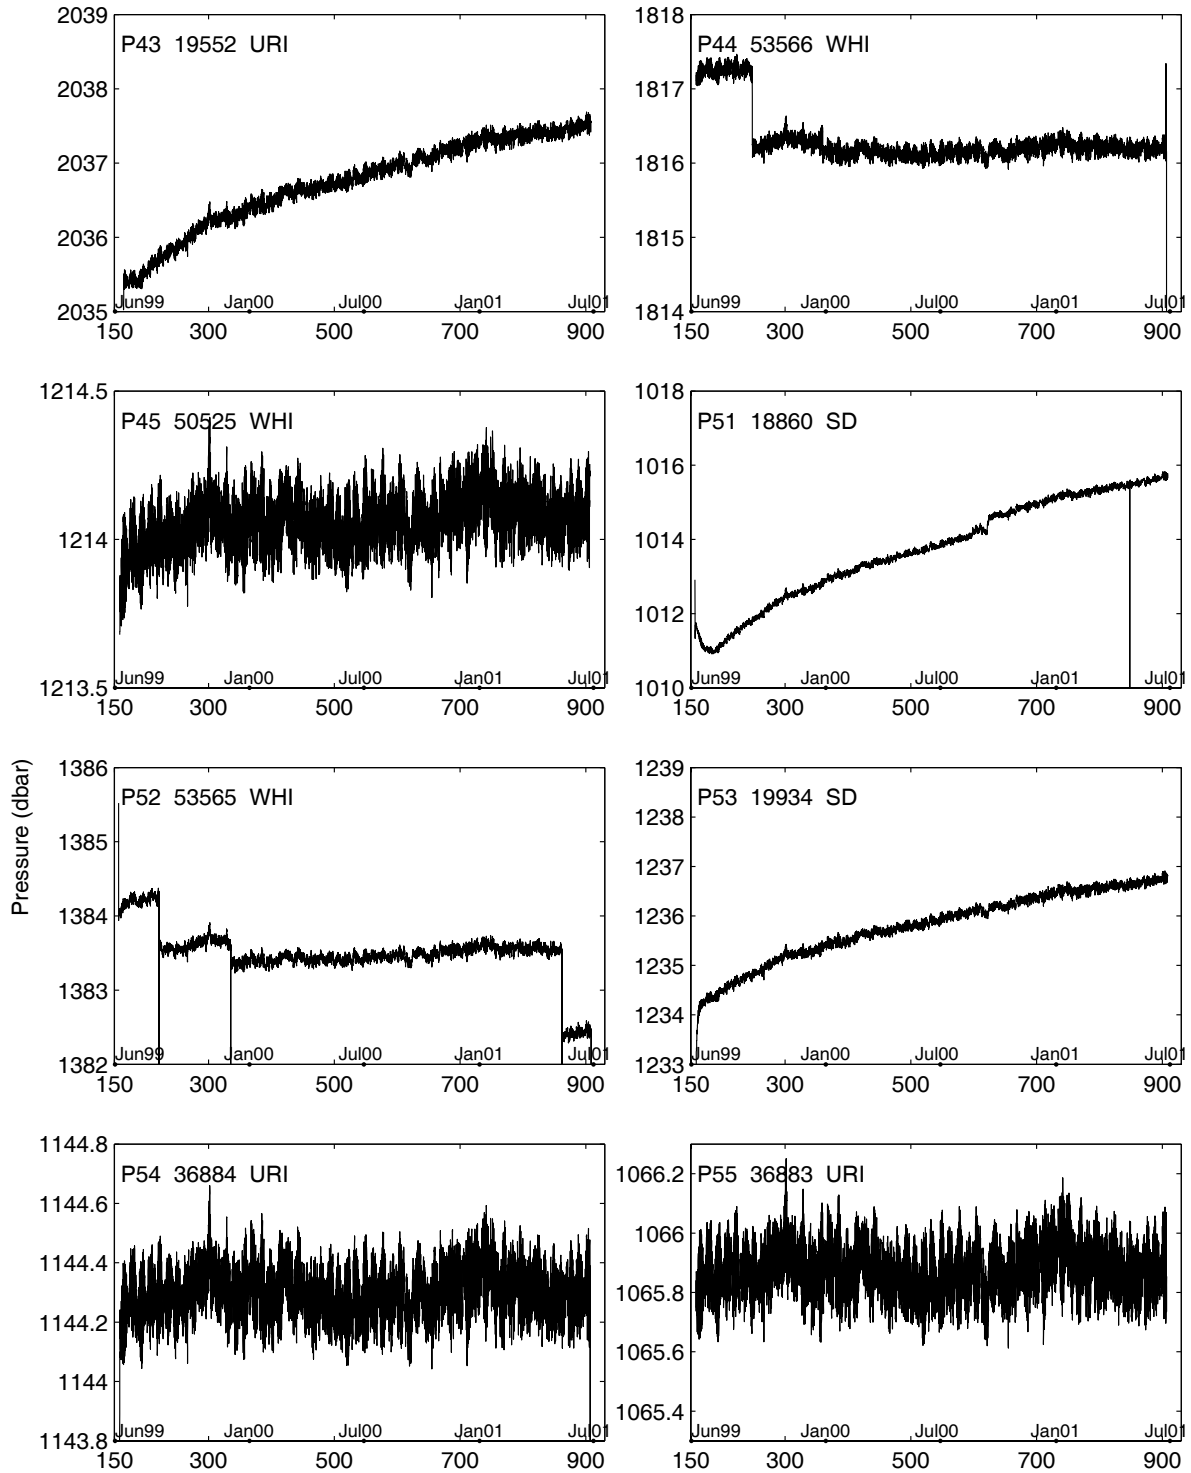 2039
P43 19552 URI
2038
2037
2036
2035
Jun99 Jan00 Jul00 Jan01 Jul01
150 300 500 700 900
1818
P44 53566 WHI
1817
1816
1815
1814
Jun99 Jan00 Jul00 Jan01 Jul01
150 300 500 700 900
1214.5
P45 50525 WHI
1214
1213.5
Jun99 Jan00 Jul00 Jan01 Jul01
150 300 500 700 900
1018
P51 18860 SD
1016
1014
1012
1010
Jun99 Jan00 Jul00 Jan01 Jul01
150 300 500 700 900
Pressure (dbar)
1386
P52 53565 WHI
1385
1384
1383
1382
Jun99 Jan00 Jul00 Jan01 Jul01
150 300 500 700 900
1239
P53 19934 SD
1238
1237
1236
1235
1234
1233
Jun99 Jan00 Jul00 Jan01 Jul01
150 300 500 700 900
1144.8
P54 36884 URI
1144.6
1144.4
1144.2
1144
1143.8
Jun99 Jan00 Jul00 Jan01 Jul01
150 300 500 700 900
P55 36883 URI
1066.2
1066
1065.8
1065.6
1065.4
Jun99 Jan00 Jul00 Jan01 Jul01
150 300 500 700 900